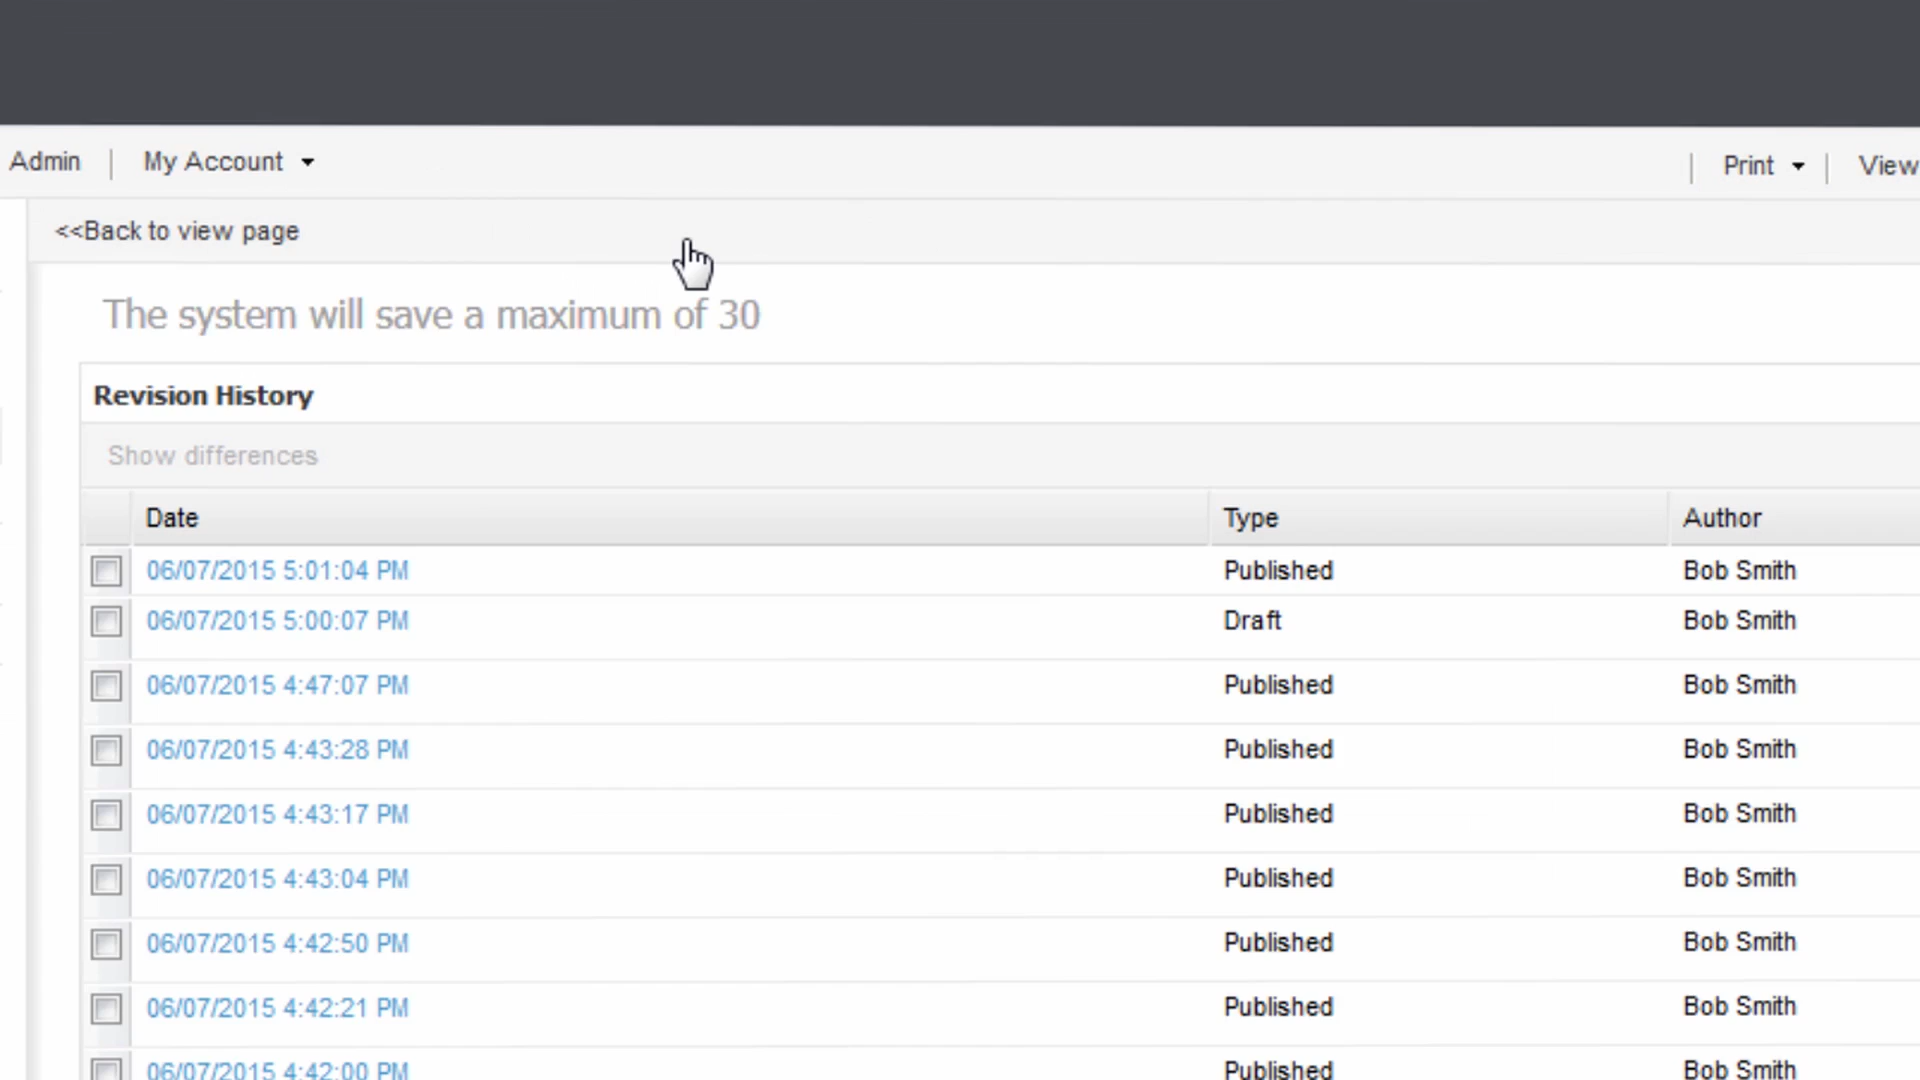 Admin | My Account
| Print | View
<<Back to view page
The system will save a maximum of 30
Revision History
Show differences
Date Type Author
06/07/2015 5:01:04 PM Published Bob Smith
06/07/2015 5:00:07 PM Draft Bob Smith
06/07/2015 4:47:07 PM Published Bob Smith
06/07/2015 4:43:28 PM Published Bob Smith
06/07/2015 4:43:17 PM Published Bob Smith
06/07/2015 4:43:04 PM Published Bob Smith
06/07/2015 4:42:50 PM Published Bob Smith
06/07/2015 4:42:21 PM Published Bob Smith
06/07/2015 4:42:00 PM Published Bob Smith